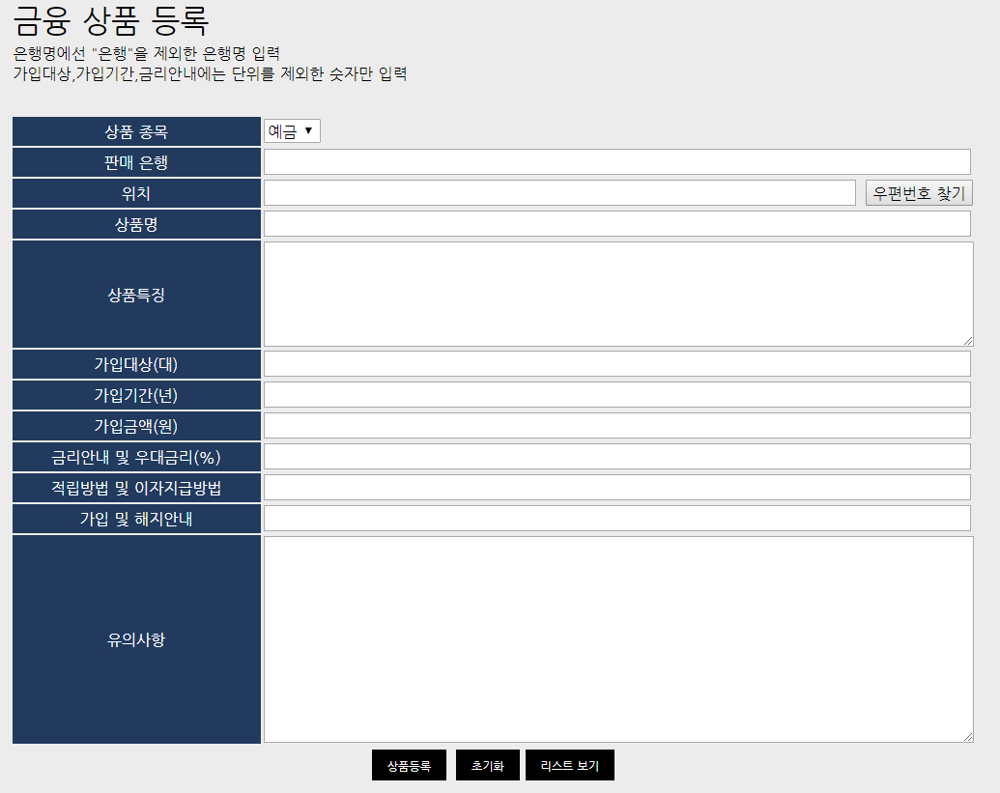 금융 상품 등록
은행명에선 "은행"을 제외한 은행명 입력
가입대상,가입기간,금리안내에는 단위를 제외한 숫자만 입력
상품 종목 예금
판매 은행
위치 우편번호 찾기
상품명
상품특징
가입대상(대)
가입기간(년)
가입금액(원)
금리안내 및 우대금리(%)
적립방법 및 이자지급방법
가입 및 해지안내
유의사항
상품등록 초기화 리스트 보기